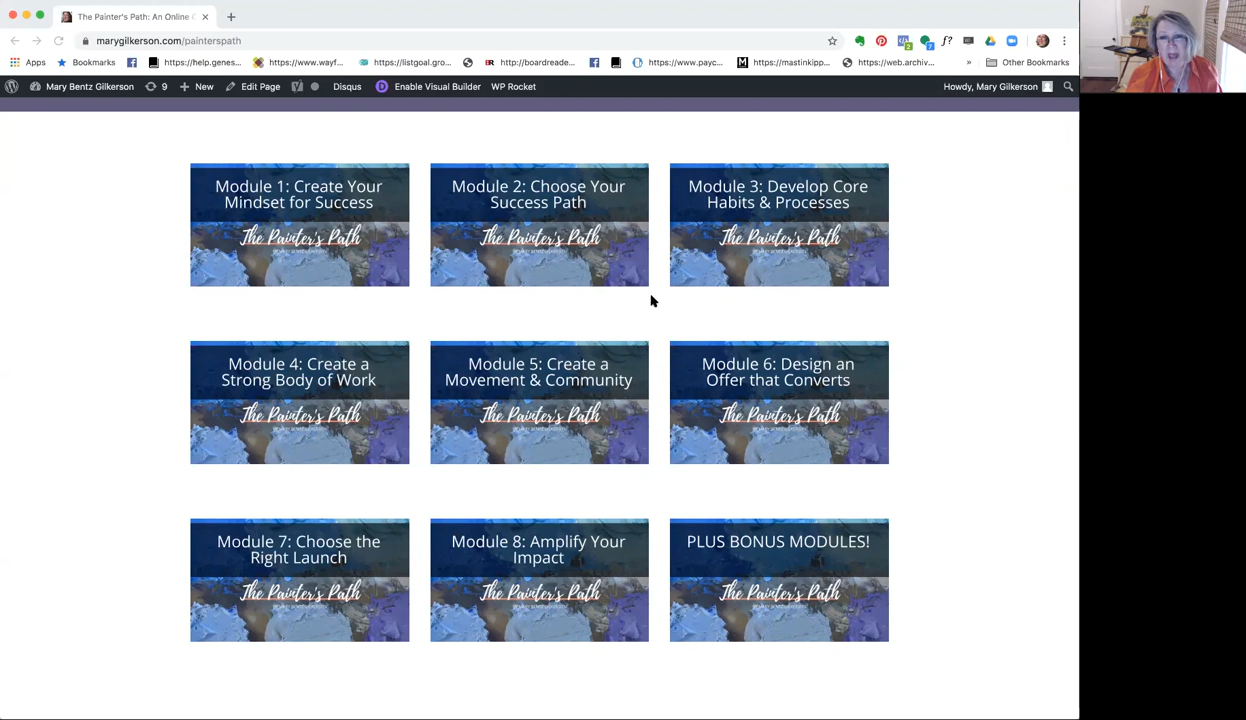 The Painter's Path: An Online C
marygilkerson.com/painterspath
Apps
Bookmarks
https://help.genes...
https://www.wayf...
https://listgoal.gro...
http://boardreade...
https://www.payc...
https://mastinkipp...
https://web.archiv...
»
Other Bookmarks
Mary Bentz Gilkerson
9
New
Edit Page
Disqus
Enable Visual Builder
WP Rocket
Howdy, Mary Gilkerson
Module 1: Create Your
Mindset for Success
The Painter's Path
Module 2: Choose Your
Success Path
The Painter's Path
Module 3: Develop Core
Habits & Processes
The Painter's Path
Module 4: Create a
Strong Body of Work
The Painter's Path
Module 5: Create a
Movement & Community
The Painter's Path
Module 6: Design an
Offer that Converts
The Painter's Path
Module 7: Choose the
Right Launch
The Painter's Path
Module 8: Amplify Your
Impact
The Painter's Path
PLUS BONUS MODULES!
The Painter's Path